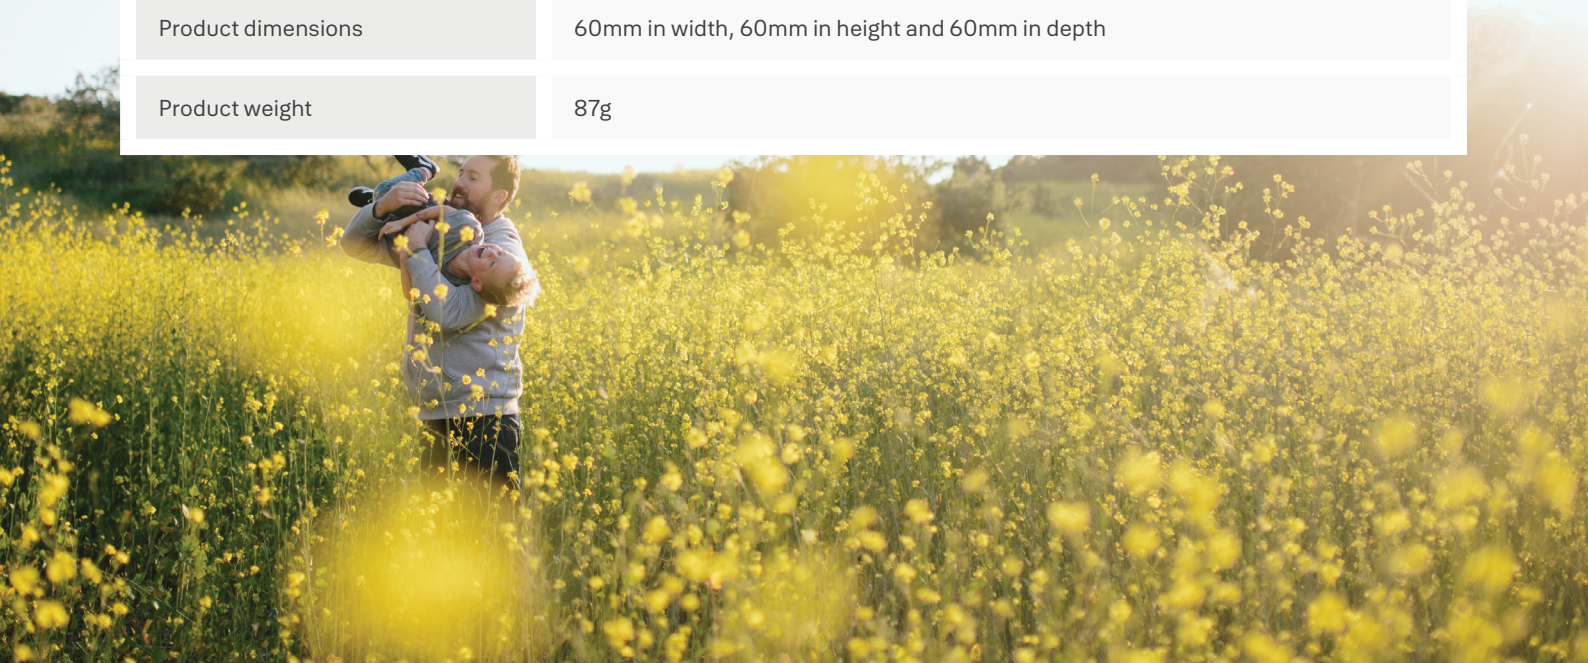 Product dimensions 60mm in width, 60mm in height and 60mm in depth
Product weight 87g